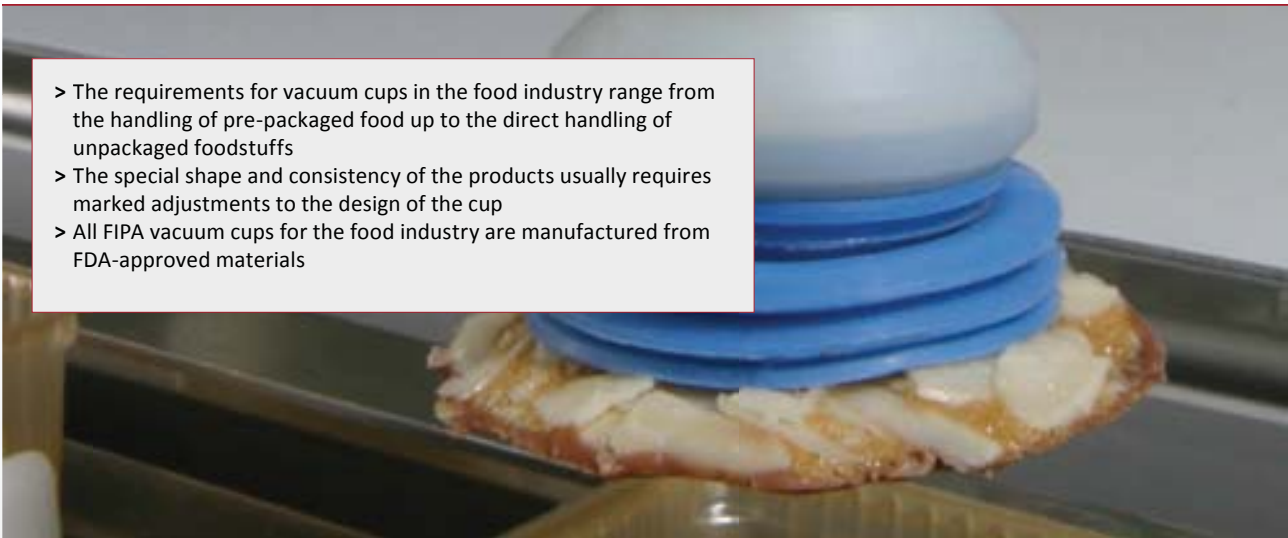 > The requirements for vacuum cups in the food industry range from
the handling of pre-packaged food up to the direct handling of
unpackaged foodstuffs
> The special shape and consistency of the products usually requires
marked adjustments to the design of the cup
> All FIPA vacuum cups for the food industry are manufactured from
FDA-approved materials